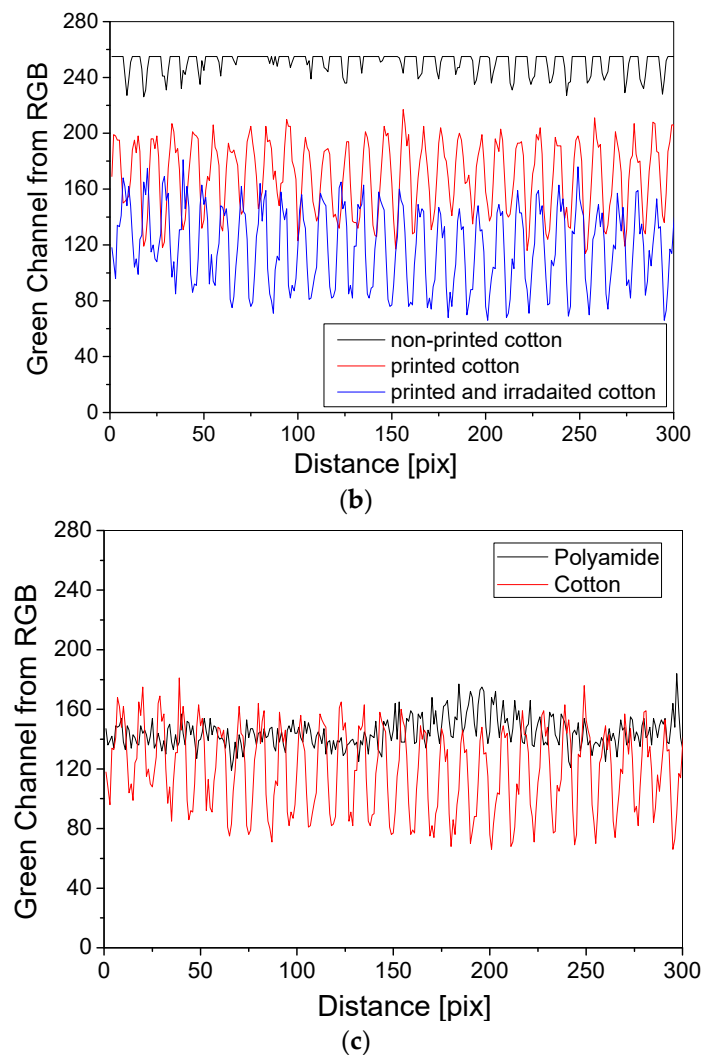 280
240
200
160
120
80
40
0
Green Channel from RGB
non-printed cotton
printed cotton
printed and irradaited cotton
0 50 100 150 200 250 300
Distance [pix]
(b)
280
240
200
160
120
80
40
0
Green Channel from RGB
Polyamide
Cotton
0 50 100 150 200 250 300
Distance [pix]
(c)